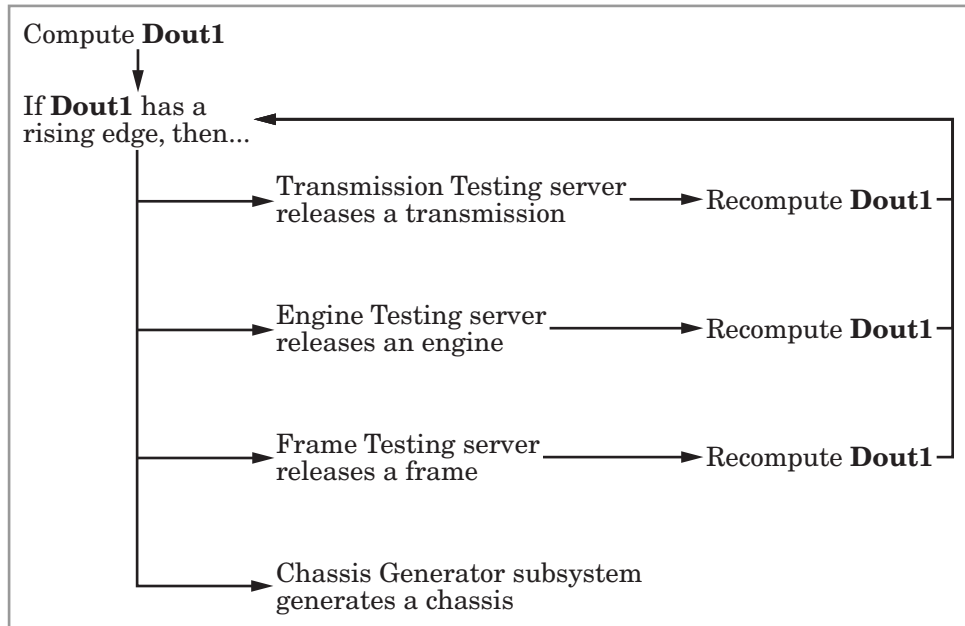 Compute Dout1
If Dout1 has a
rising edge, then...
Transmission Testing server
releases a transmission
Recompute Dout1
Engine Testing server
releases an engine
Recompute Dout1
Frame Testing server
releases a frame
Recompute Dout1
Chassis Generator subsystem
generates a chassis